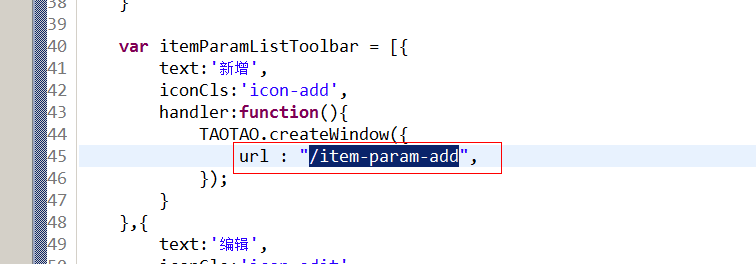 38 }
39
40 var itemParamListToolbar = [{
41 text:'新增',
42 iconCls:'icon-add',
43 handler:function(){
44 TAOTAO.createWindow({
45 url : "/item-param-add",
46 });
47 }
48 },{
49 text:'编辑',
50 iconCls:'icon-edit'